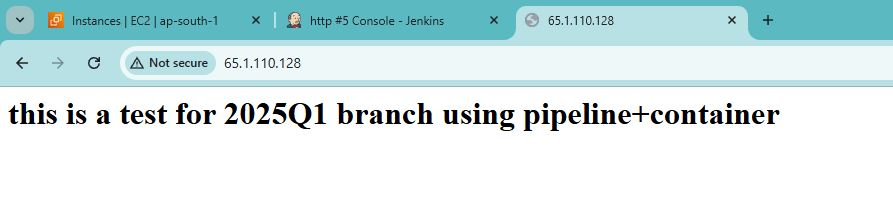 Instances | EC2 | ap-south-1
http #5 Console - Jenkins
65.1.110.128
Not secure
65.1.110.128
this is a test for 2025Q1 branch using pipeline+container